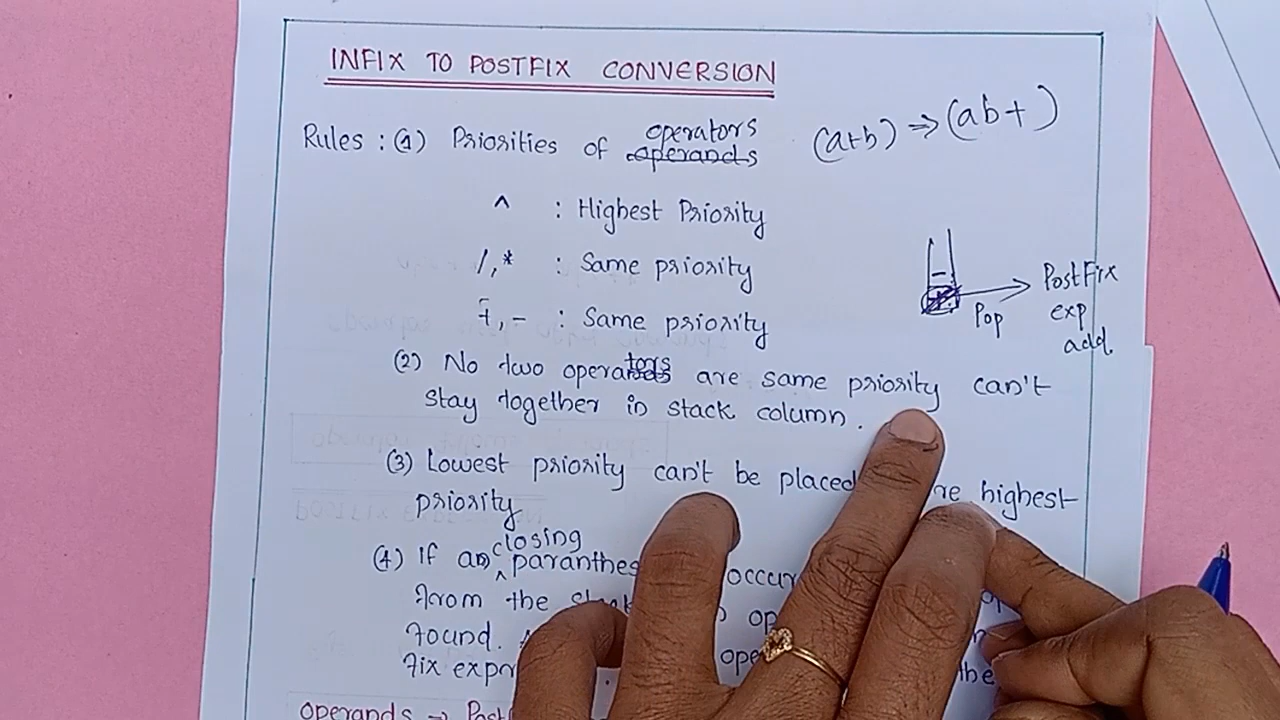 INFIX TO POSTFIX CONVERSION
Rules : (1) Priorities of operators operands
(a+b) ⇒ (ab+)
^ : Highest Priority
/,* : Same priority
+,- : Same priority
-
Pop
PostFix
exp
add.
(2) No two operators are same priority can't
stay together in stack column.
(3) Lowest priority can't be placed highest
priority
(4) If an closing
^ paranthes occur
from the
found.
fix
operands → Post